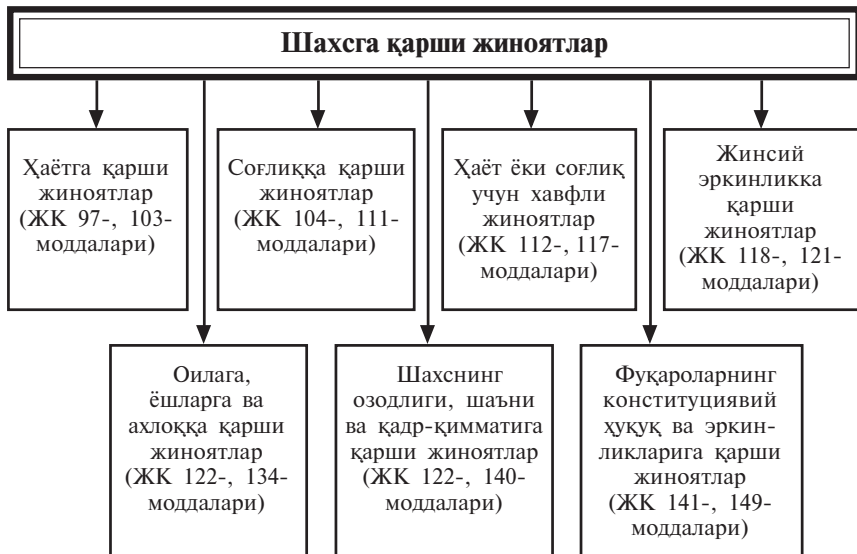 Шахсга қарши жиноятлар
Ҳаётга қарши
жиноятлар
(ЖК 97-, 103-
моддалари)
Соғлиққа қарши
жиноятлар
(ЖК 104-, 111-
моддалари)
Ҳаёт ёки соғлиқ
учун хавфли
жиноятлар
(ЖК 112-, 117-
моддалари)
Жинсий
эркинликка
қарши
жиноятлар
(ЖК 118-, 121-
моддалари)
Оилага,
ёшларга ва
ахлоққа қарши
жиноятлар
(ЖК 122-, 134-
моддалари)
Шахснинг
озодлиги, шаъни
ва қадр-қимматига
қарши жиноятлар
(ЖК 122-, 140-
моддалари)
Фуқароларнинг
конституциявий
ҳуқуқ ва эркин-
ликларига қарши
жиноятлар
(ЖК 141-, 149-
моддалари)